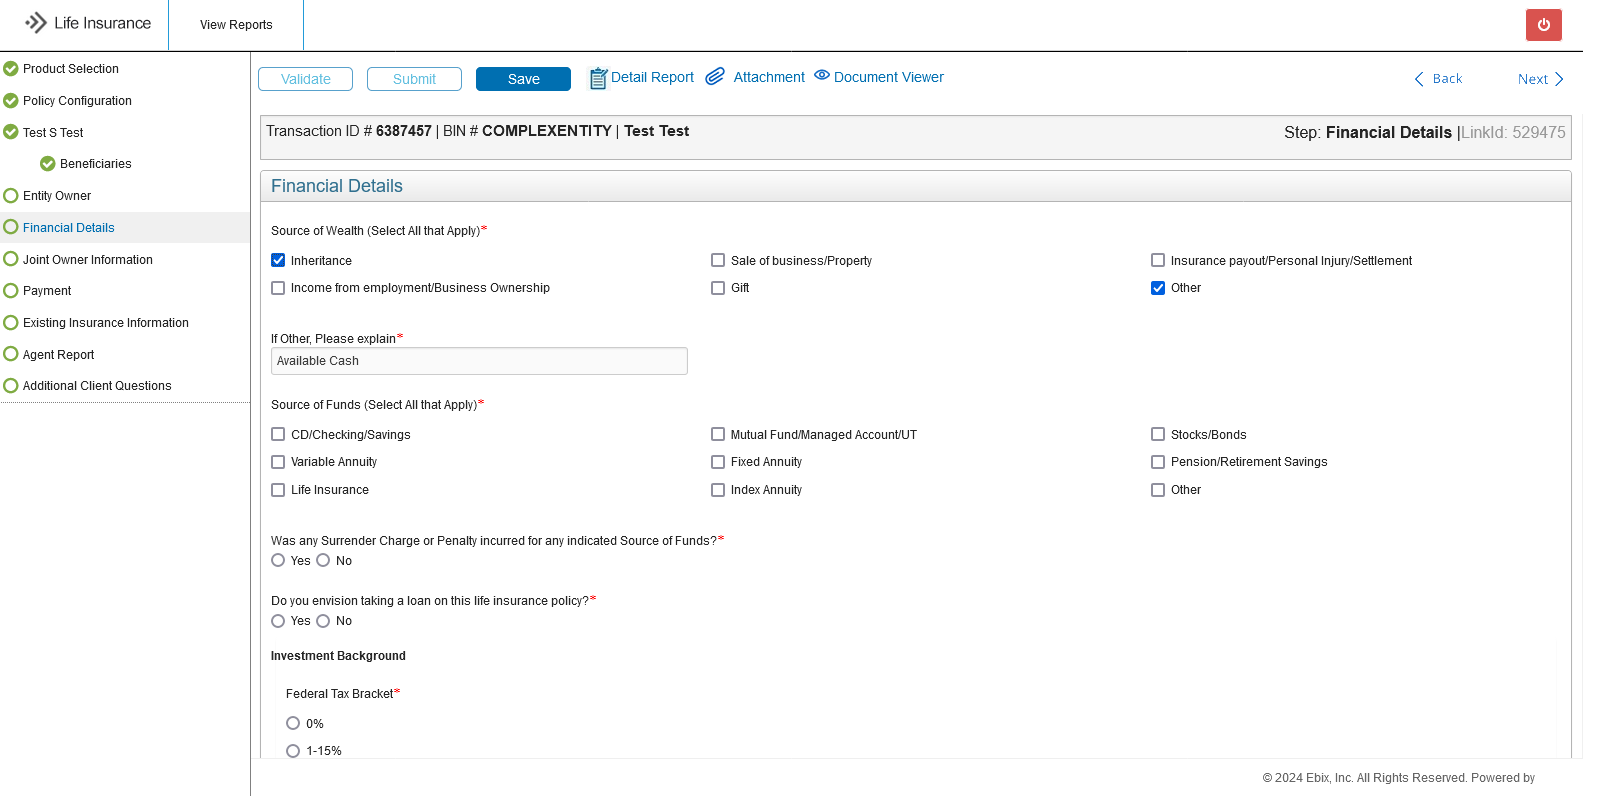 Life Insurance
View Reports
Product Selection
Policy Configuration
Test S Test
Beneficiaries
Entity Owner
Financial Details
Joint Owner Information
Payment
Existing Insurance Information
Agent Report
Additional Client Questions
Validate Submit Save Detail Report Attachment Document Viewer Back Next
Transaction ID # 6387457 | BIN # COMPLEXENTITY | Test Test Step: Financial Details |LinkId: 529475
Financial Details
Source of Wealth (Select All that Apply)*
Inheritance Sale of business/Property Insurance payout/Personal Injury/Settlement
Income from employment/Business Ownership Gift Other
If Other, Please explain*
Available Cash
Source of Funds (Select All that Apply)*
CD/Checking/Savings Mutual Fund/Managed Account/UT Stocks/Bonds
Variable Annuity Fixed Annuity Pension/Retirement Savings
Life Insurance Index Annuity Other
Was any Surrender Charge or Penalty incurred for any indicated Source of Funds?*
Yes No
Do you envision taking a loan on this life insurance policy?*
Yes No
Investment Background
Federal Tax Bracket*
0%
1-15%
© 2024 Ebix, Inc. All Rights Reserved. Powered by